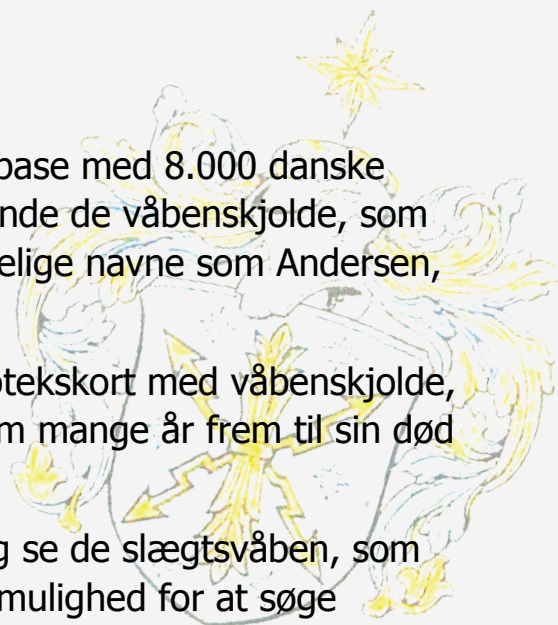 base med 8.000 danske
nde de våbenskjolde, som
elige navne som Andersen,
otekskort med våbenskjolde,
m mange år frem til sin død
g se de slægtsvåben, som
mulighed for at søge